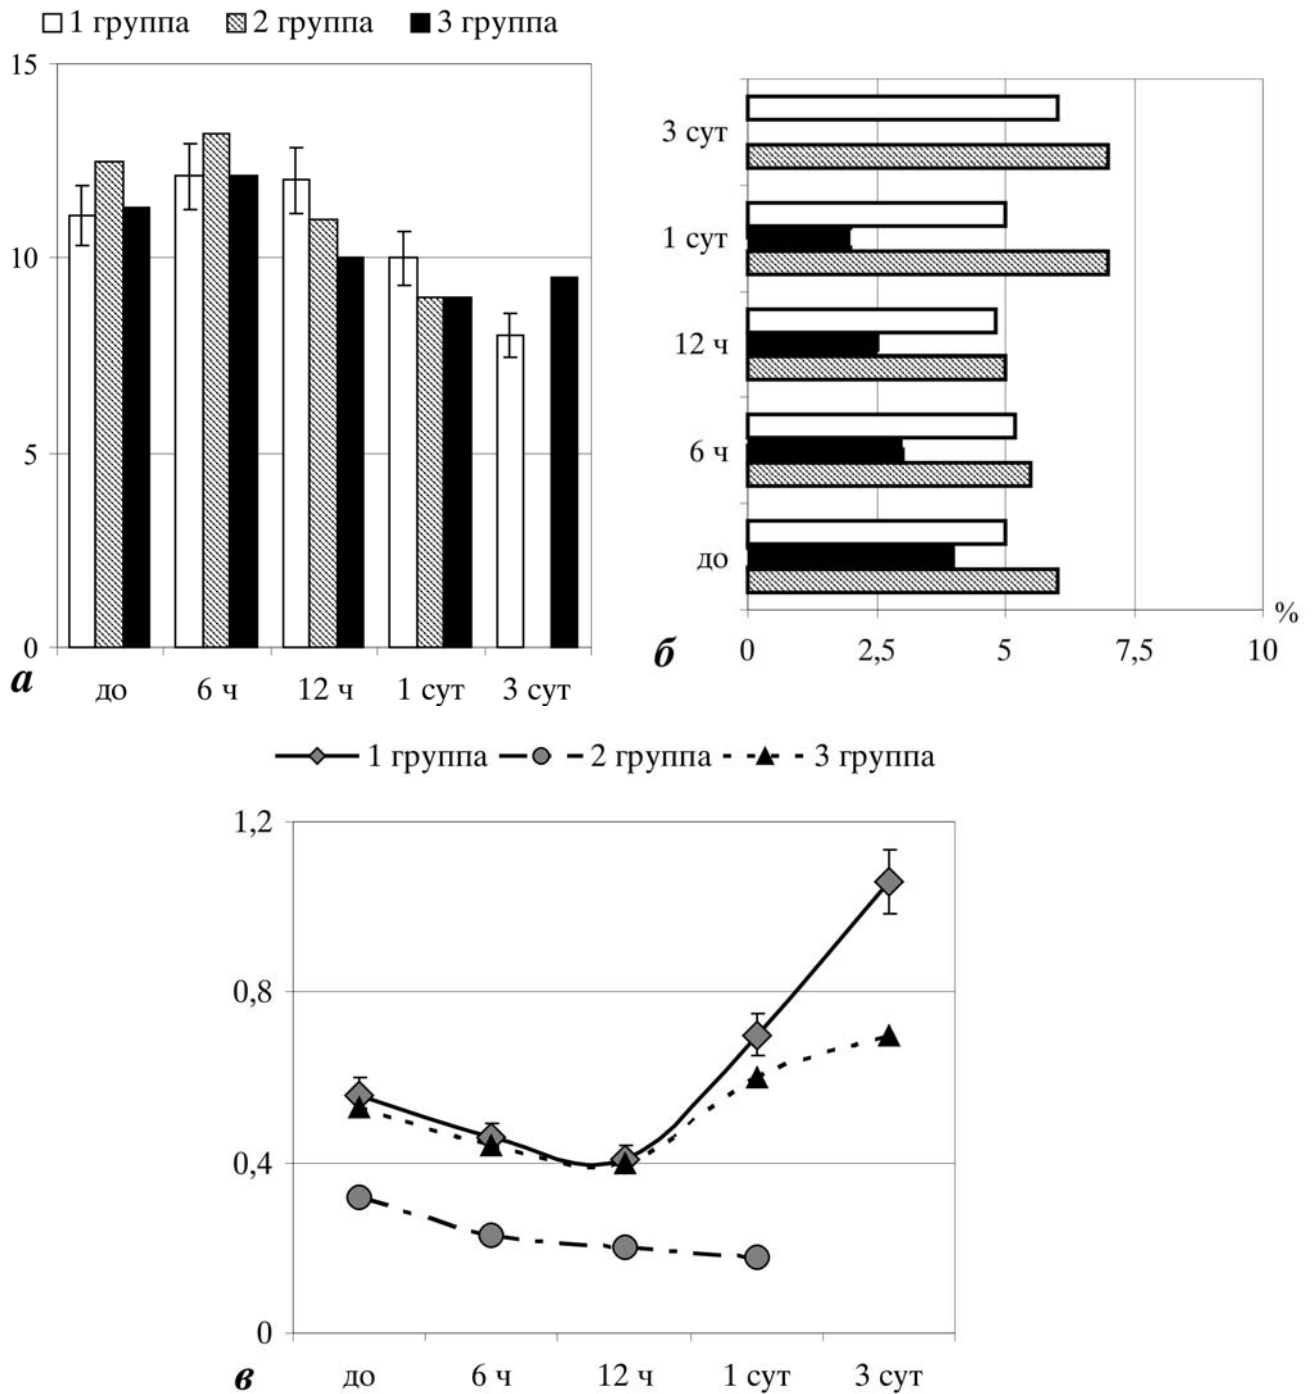 1 группа 2 группа 3 группа
15
10
5
0
а
до 6 ч 12 ч 1 сут 3 сут
3 сут
1 сут
12 ч
6 ч
до
%
0 2,5 5 7,5 10
б
1 группа 2 группа 3 группа
1,2
0,8
0,4
0
в
до 6 ч 12 ч 1 сут 3 сут